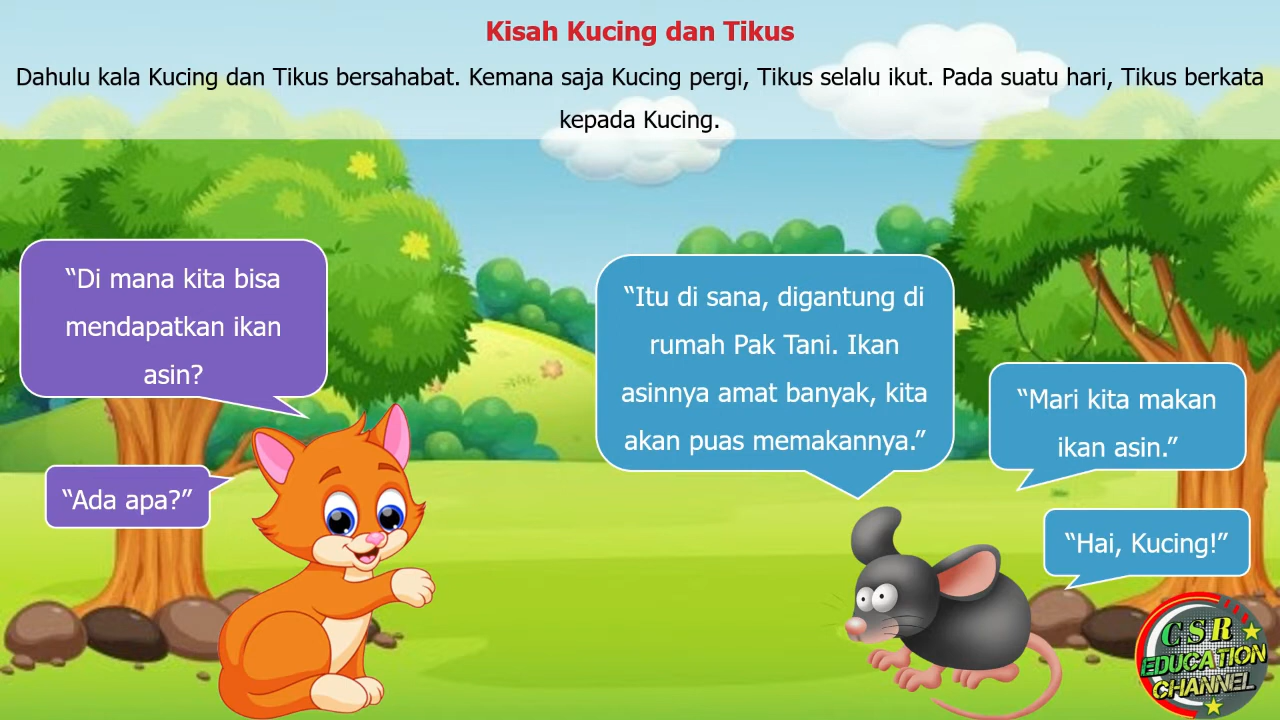 Kisah Kucing dan Tikus
Dahulu kala Kucing dan Tikus bersahabat. Kemana saja Kucing pergi, Tikus selalu ikut. Pada suatu hari, Tikus berkata
kepada Kucing.
“Di mana kita bisa
mendapatkan ikan
asin?
“Ada apa?”
“Itu di sana, digantung di
rumah Pak Tani. Ikan
asinnya amat banyak, kita
akan puas memakannya.”
“Mari kita makan
ikan asin.”
“Hai, Kucing!”
CSR
EDUCATION
CHANNEL